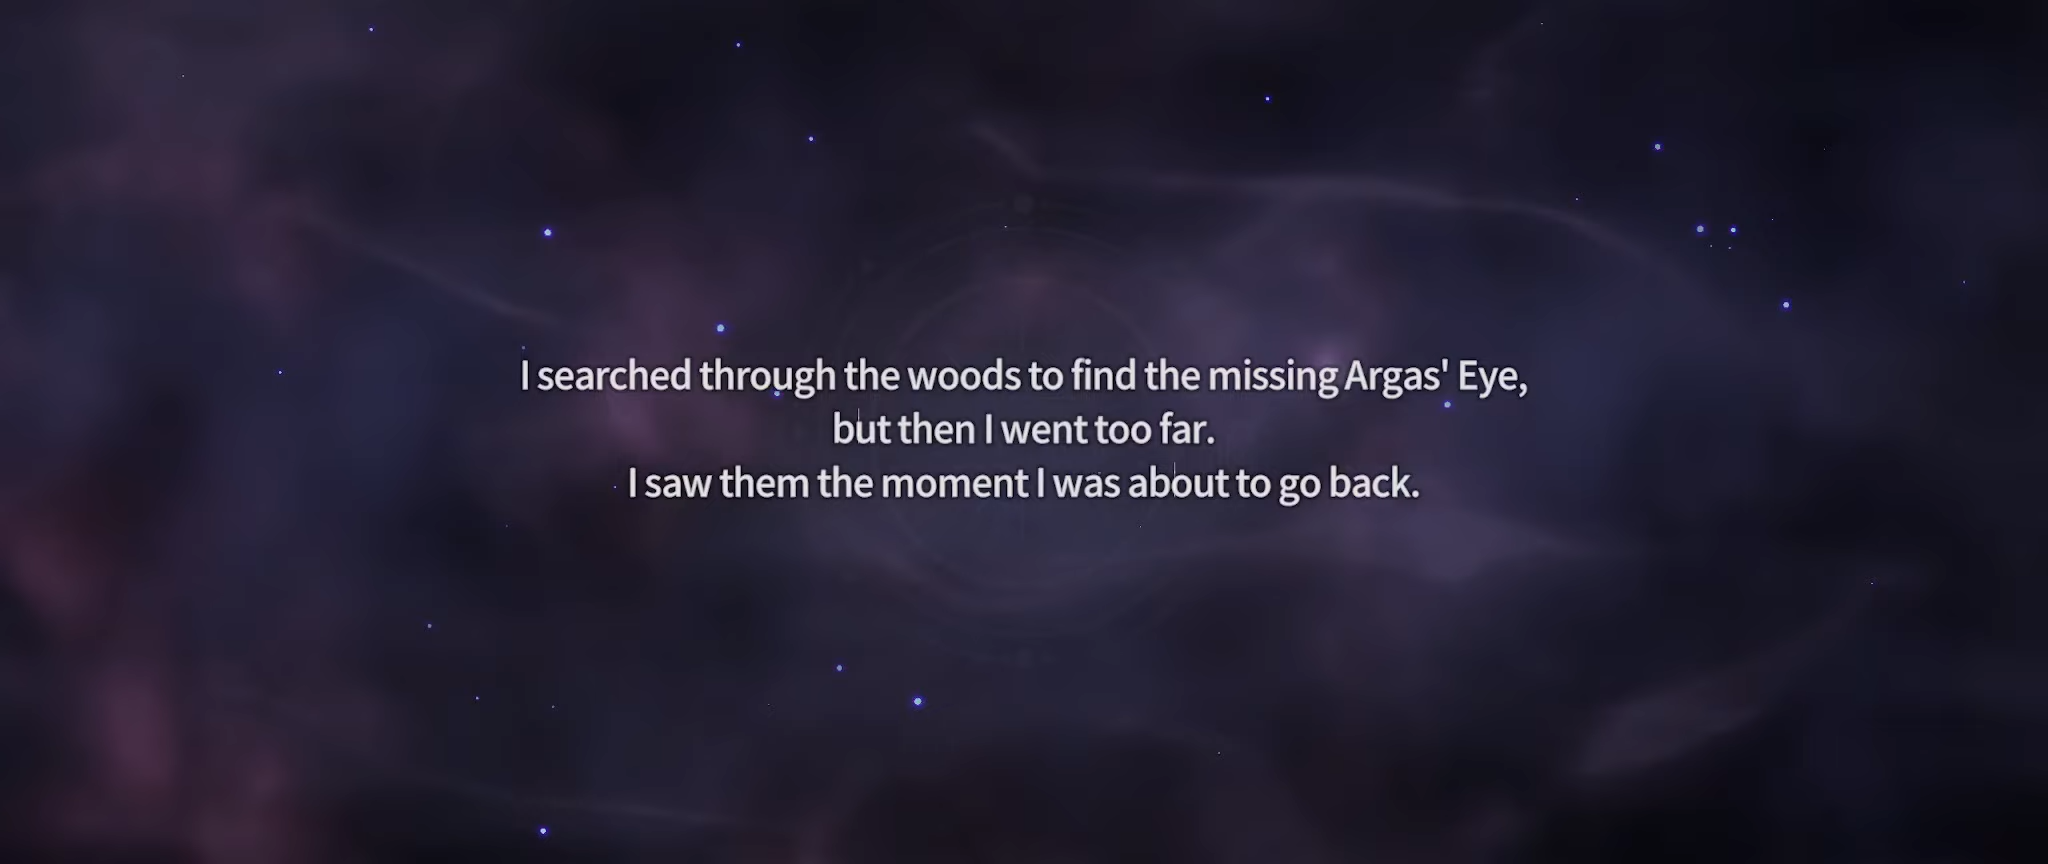 I searched through the woods to find the missing Argas' Eye,
but then I went too far.
I saw them the moment I was about to go back.